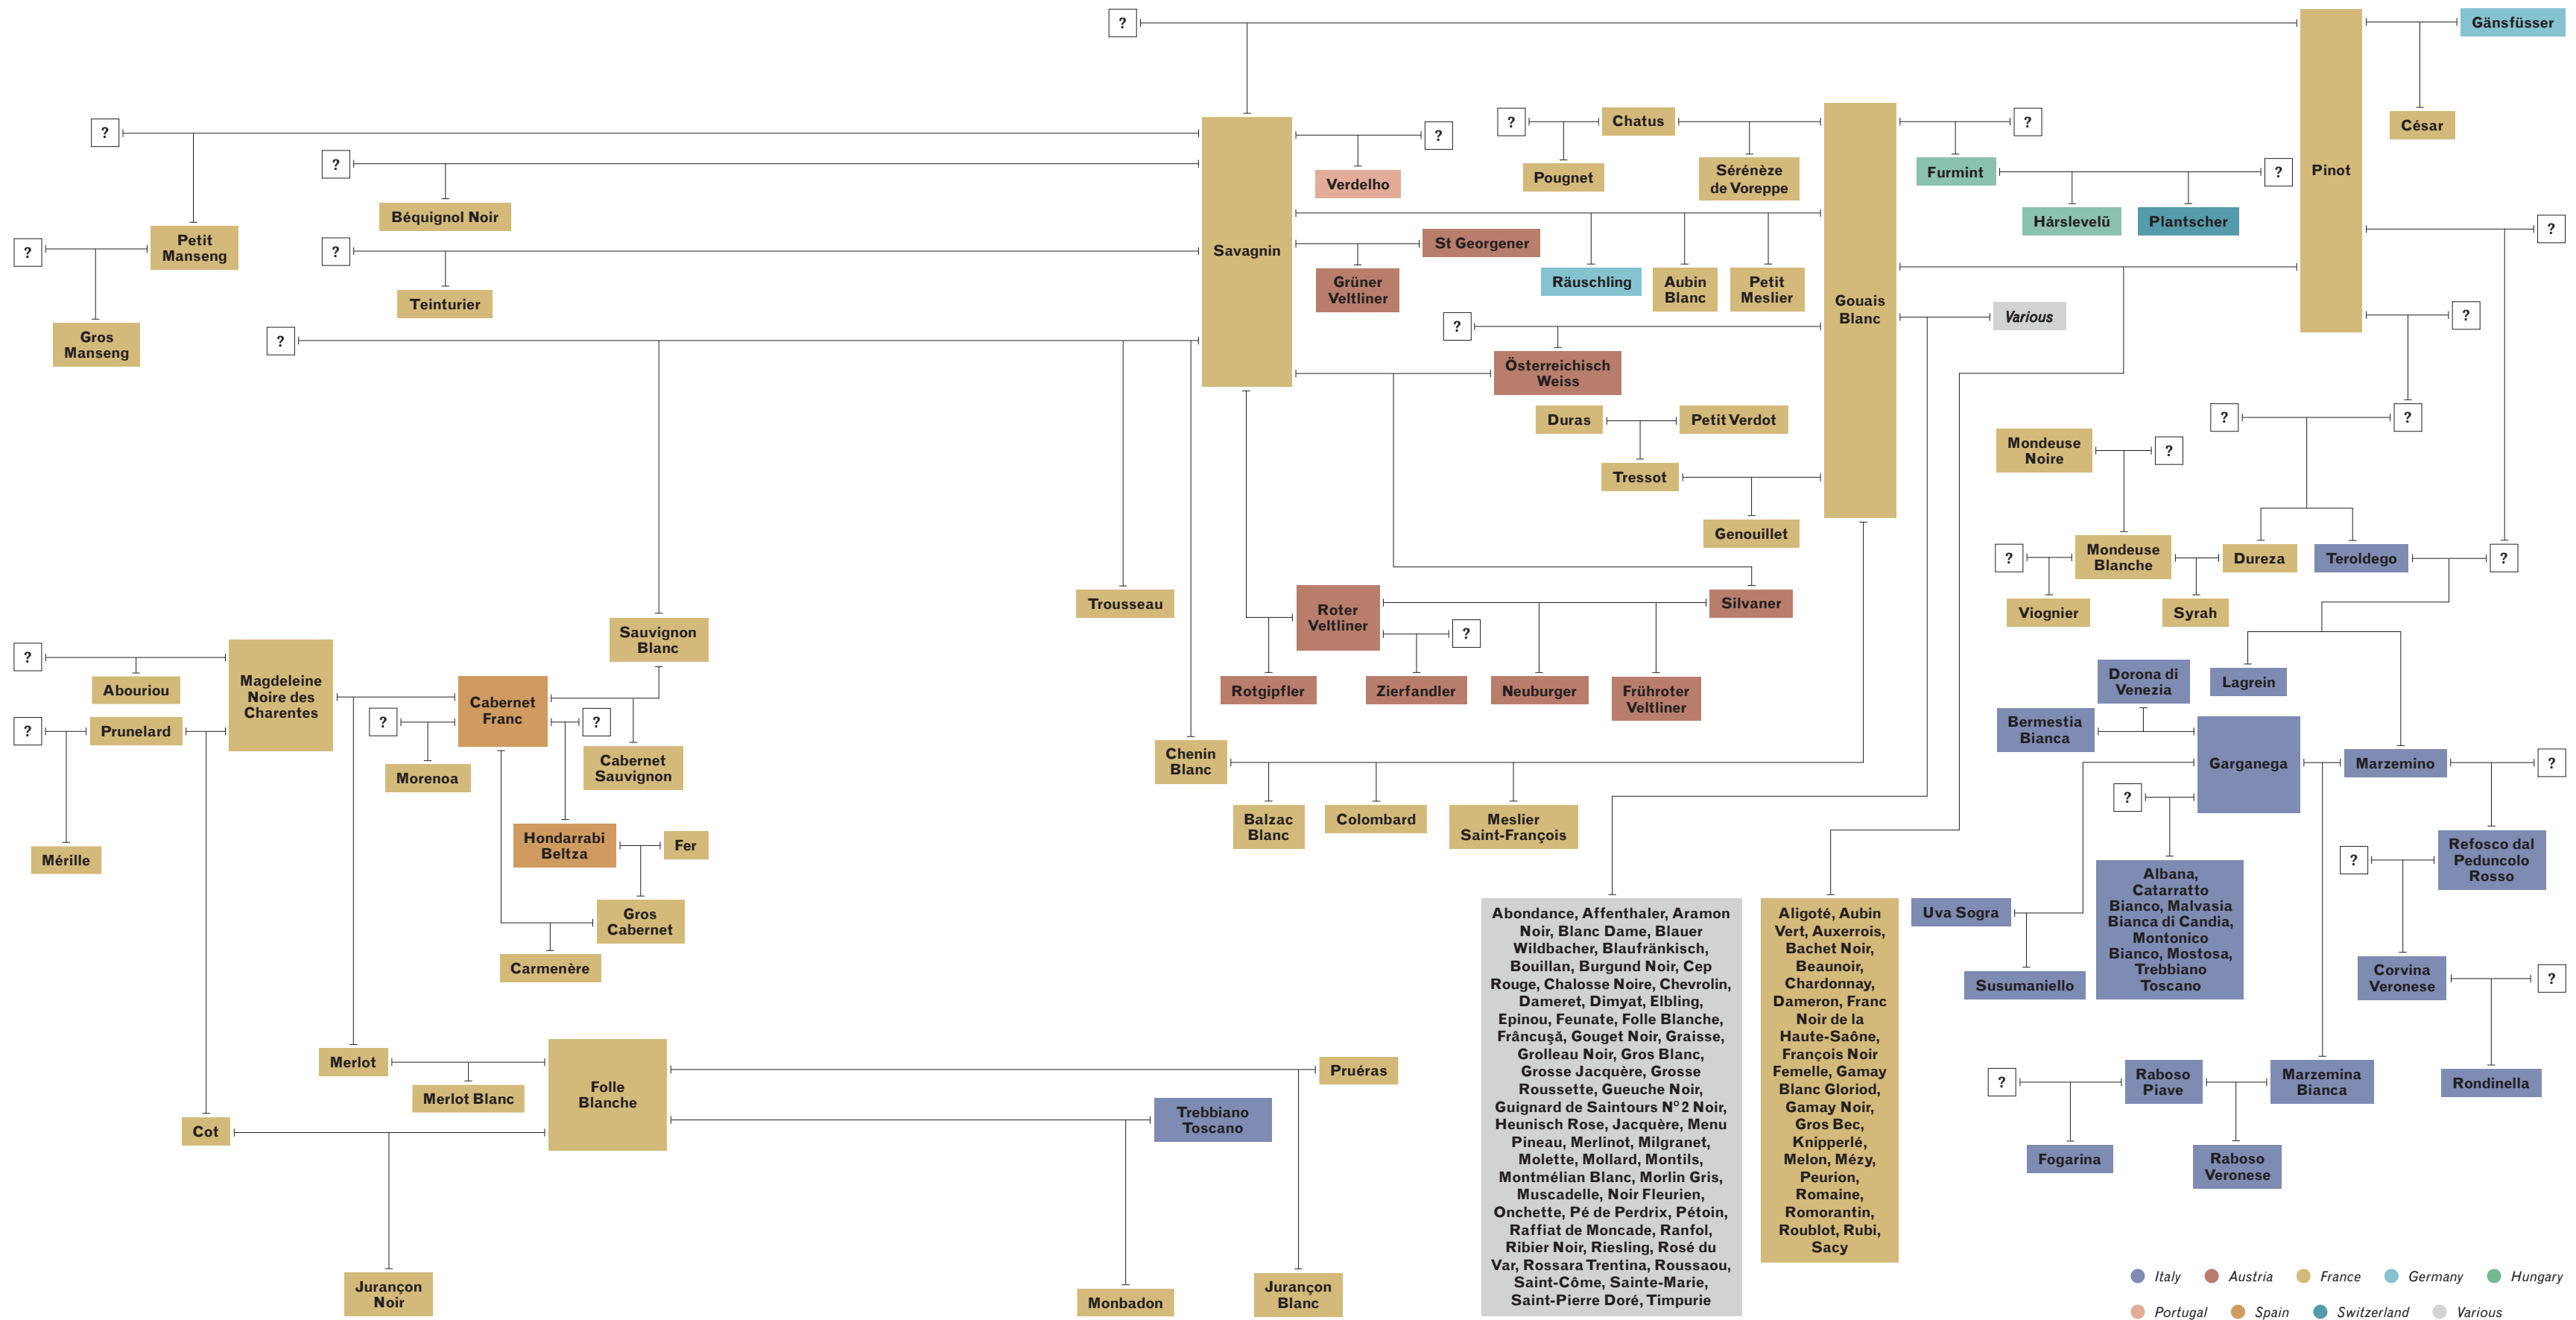 ?
Gänsfüsser
Pinot
César
?
?
Savagnin
Verdelho
?
?
Chatus
Pougnet
Sérénèze
de Voreppe
Gouais
Blanc
?
Furmint
?
Hárslevelü
Plantscher
?
Béquignol Noir
Petit
Manseng
?
Gros
Manseng
?
Teinturier
St Georgener
Grüner
Veltliner
Räuschling
Aubin
Blanc
Petit
Meslier
Various
?
?
?
?
Österreichisch
Weiss
Duras
Petit Verdot
Tressot
Genouillet
Mondeuse
Noire
?
?
?
?
Mondeuse
Blanche
Dureza
Teroldego
?
Viognier
Syrah
Trousseau
Roter
Veltliner
Silvaner
?
Rotgipfler
Zierfandler
Neuburger
Frühroter
Veltliner
Sauvignon
Blanc
?
Abouriou
Magdeleine
Noire des
Charentes
?
Prunelard
Mérille
Cabernet
Franc
?
?
Morenoa
Cabernet
Sauvignon
Hondarrabi
Beltza
Fer
Gros
Cabernet
Carmenère
Chenin
Blanc
Balzac
Blanc
Colombard
Meslier
Saint-François
Dorona di
Venezia
Lagrein
Bermestia
Bianca
Garganega
Marzemino
?
?
Refosco dal
Peduncolo
Rosso
?
Uva Sogra
Susumaniello
Albana,
Catarratto
Bianco, Malvasia
Bianca di Candia,
Montonico
Bianco, Mostosa,
Trebbiano
Toscano
Corvina
Veronese
?
Rondinella
?
Raboso
Piave
Marzemina
Bianca
Fogarina
Raboso
Veronese
Abondance, Affenthaler, Aramon
Noir, Blanc Dame, Blauer
Wildbacher, Blaufränkisch,
Bouillan, Burgund Noir, Cep
Rouge, Chalosse Noire, Chevrolin,
Dameret, Dimyat, Elbling,
Epinou, Feunate, Folle Blanche,
Frâncuşă, Gouget Noir, Graisse,
Grolleau Noir, Gros Blanc,
Grosse Jacquère, Grosse
Roussette, Gueuche Noir,
Guignard de Saintours N° 2 Noir,
Heunisch Rose, Jacquère, Menu
Pineau, Merlinot, Milgranet,
Molette, Mollard, Montils,
Montmélian Blanc, Morlin Gris,
Muscadelle, Noir Fleurien,
Onchette, Pé de Perdrix, Pétoin,
Raffiat de Moncade, Ranfol,
Ribier Noir, Riesling, Rosé du
Var, Rossara Trentina, Roussaou,
Saint-Côme, Sainte-Marie,
Saint-Pierre Doré, Timpurie
Aligoté, Aubin
Vert, Auxerrois,
Bachet Noir,
Beaunoir,
Chardonnay,
Dameron, Franc
Noir de la
Haute-Saône,
François Noir
Femelle, Gamay
Blanc Gloriod,
Gamay Noir,
Gros Bec,
Knipperlé,
Melon, Mézy,
Peurion,
Romaine,
Romorantin,
Roublot, Rubi,
Sacy
Merlot
Merlot Blanc
Folle
Blanche
Pruéras
Trebbiano
Toscano
Cot
Jurançon
Noir
Monbadon
Jurançon
Blanc
Italy
Austria
France
Germany
Hungary
Portugal
Spain
Switzerland
Various